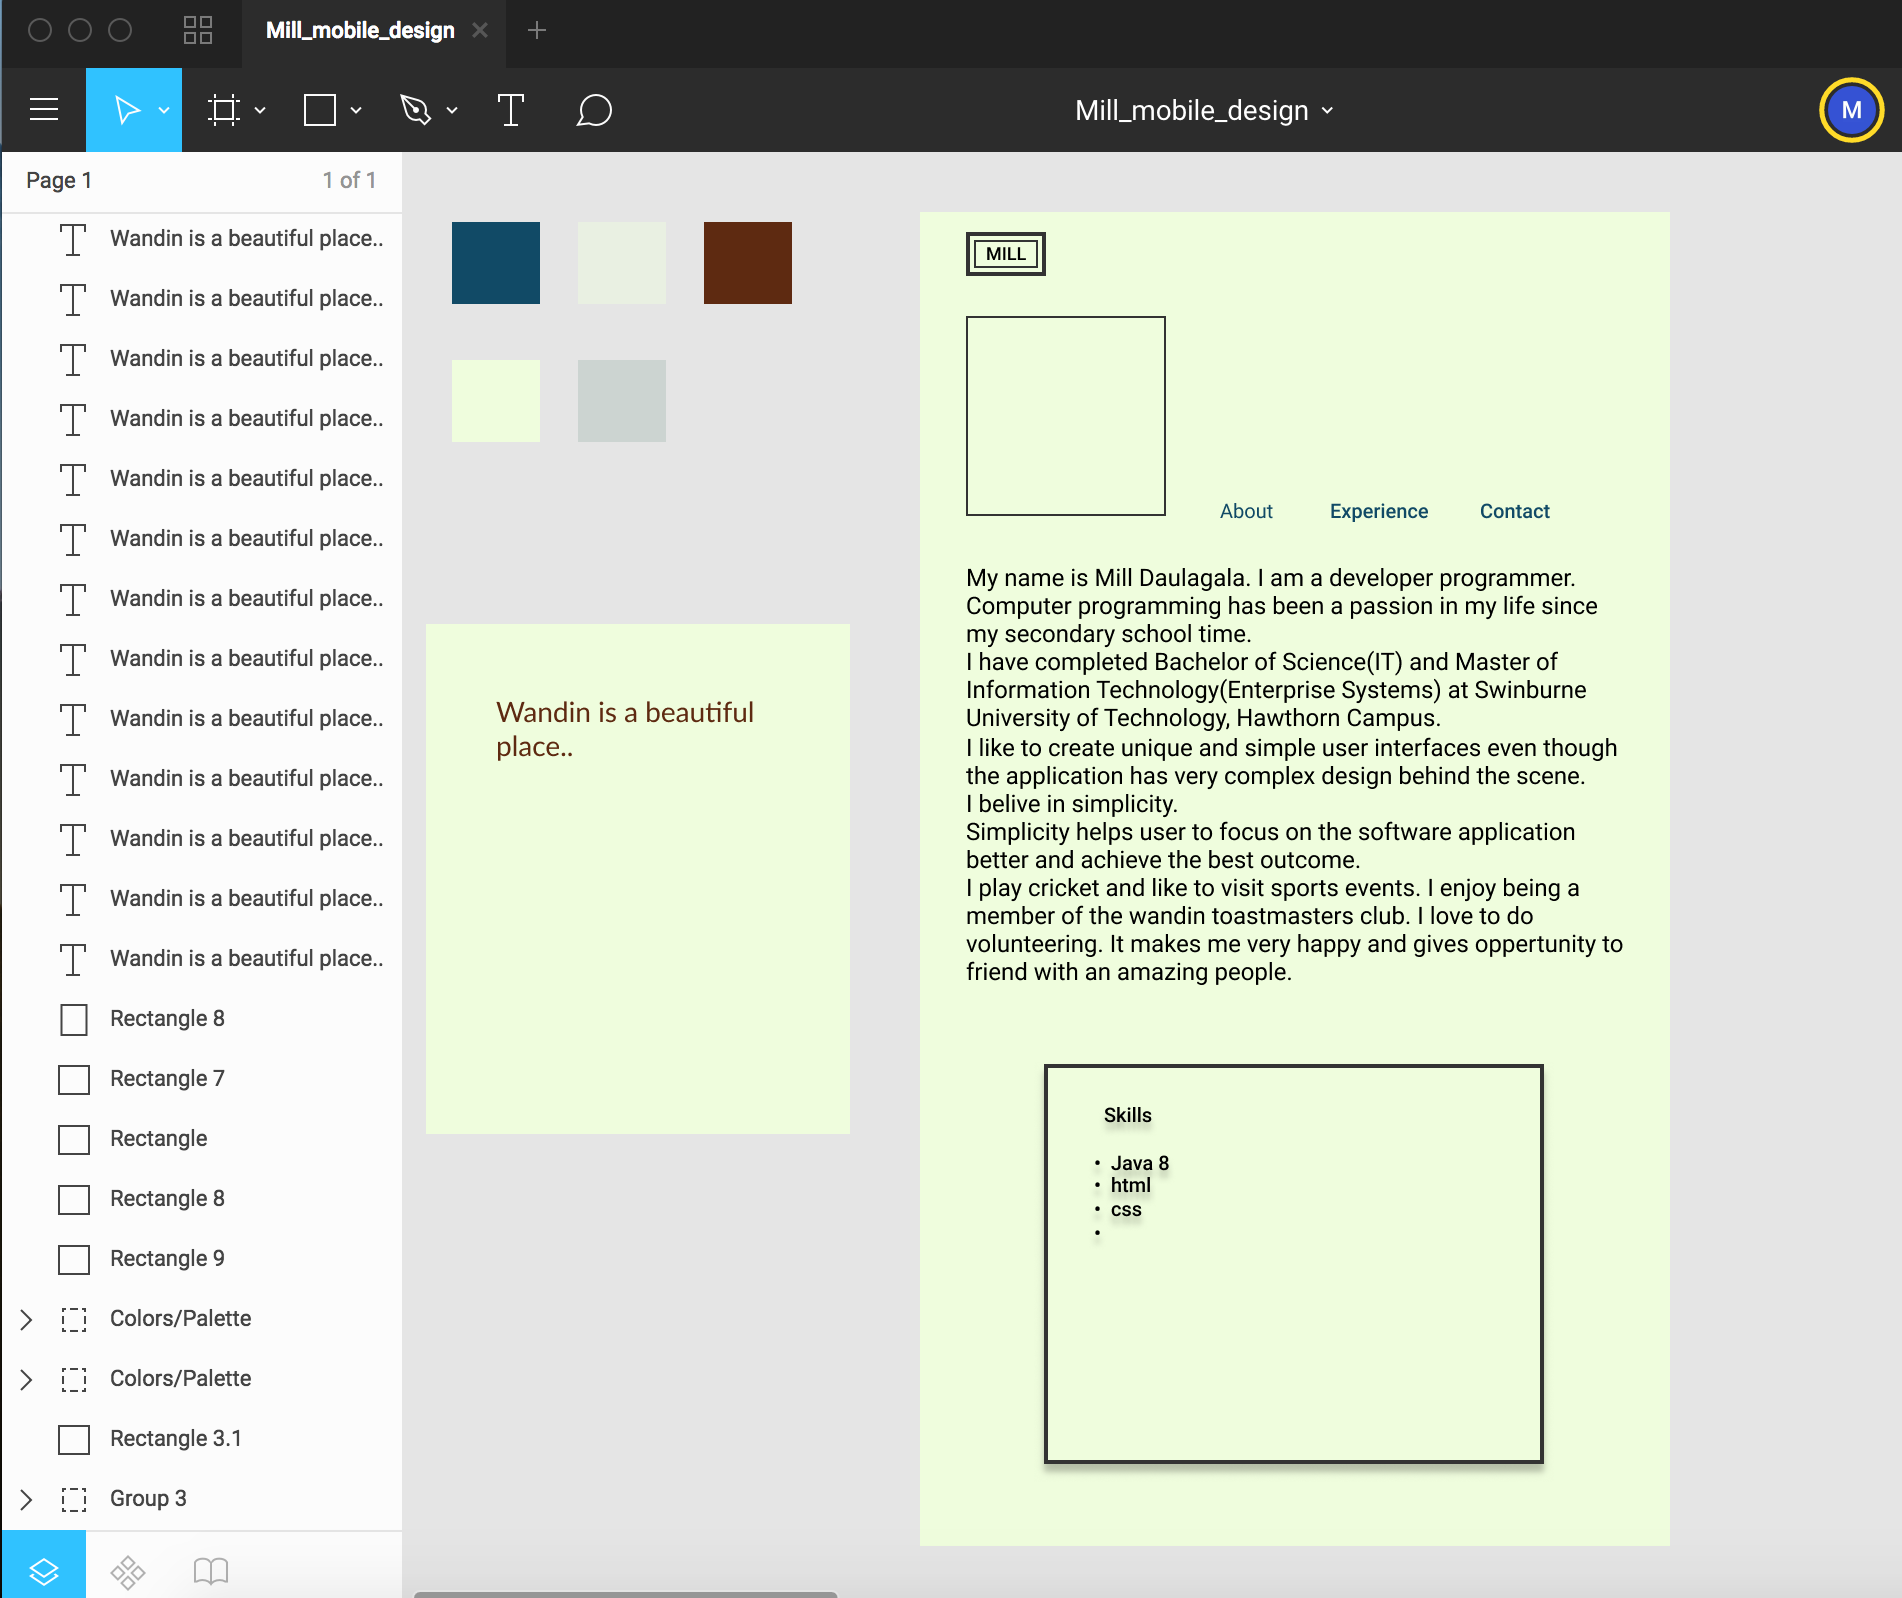 Mill_mobile_design
Mill_mobile_design
M
Page 1
1 of 1
Wandin is a beautiful place..
Wandin is a beautiful place..
Wandin is a beautiful place..
Wandin is a beautiful place..
Wandin is a beautiful place..
Wandin is a beautiful place..
Wandin is a beautiful place..
Wandin is a beautiful place..
Wandin is a beautiful place..
Wandin is a beautiful place..
Wandin is a beautiful place..
Wandin is a beautiful place..
Wandin is a beautiful place..
Rectangle 8
Rectangle 7
Rectangle
Rectangle 8
Rectangle 9
Colors/Palette
Colors/Palette
Rectangle 3.1
Group 3
Wandin is a beautiful
place..
MILL
About
Experience
Contact
My name is Mill Daulagala. I am a developer programmer.
Computer programming has been a passion in my life since
my secondary school time.
I have completed Bachelor of Science(IT) and Master of
Information Technology(Enterprise Systems) at Swinburne
University of Technology, Hawthorn Campus.
I like to create unique and simple user interfaces even though
the application has very complex design behind the scene.
I belive in simplicity.
Simplicity helps user to focus on the software application
better and achieve the best outcome.
I play cricket and like to visit sports events. I enjoy being a
member of the wandin toastmasters club. I love to do
volunteering. It makes me very happy and gives oppertunity to
friend with an amazing people.
Skills
• Java 8
• html
• css
•